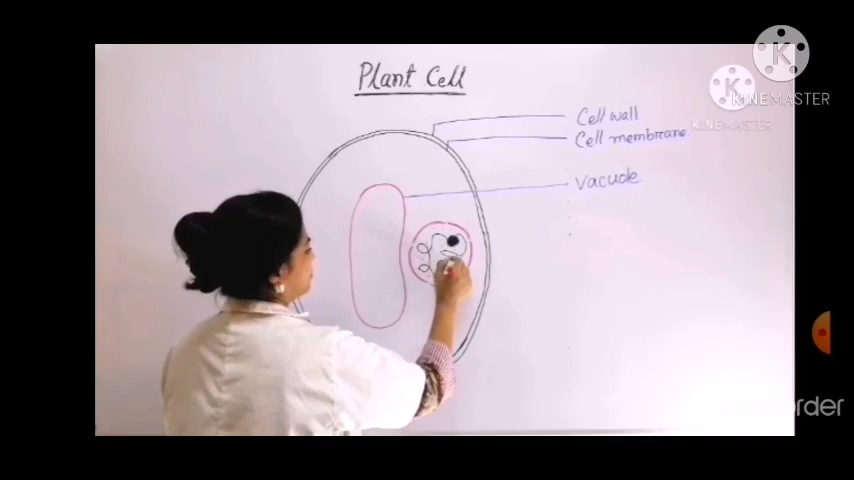 Plant Cell
KINEMASTER
KINEMASTER
Cell wall
Cell membrane
vacuole